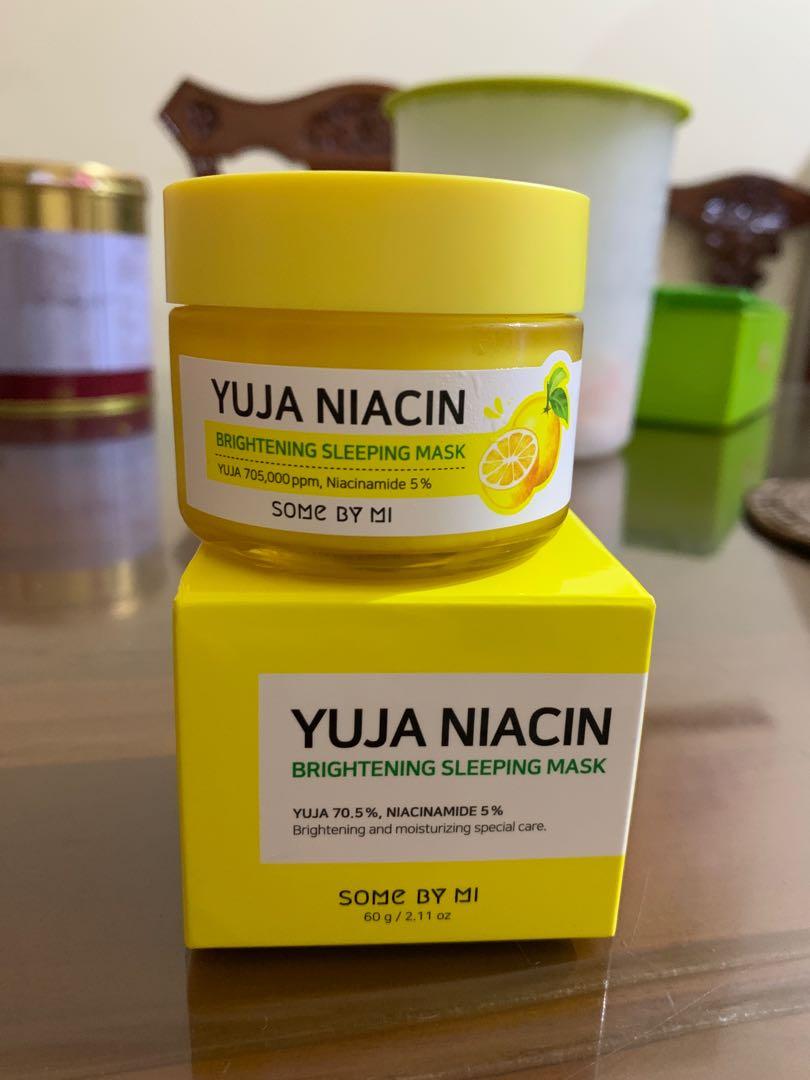 YUJA NIACIN
BRIGHTENING SLEEPING MASK
YUJA 705,000 ppm, Niacinamide 5%
SOME BY MI
YUJA NIACIN
BRIGHTENING SLEEPING MASK
YUJA 70.5%, NIACINAMIDE 5%
Brightening and moisturizing special care.
SOME BY MI
60 g / 2.11 oz